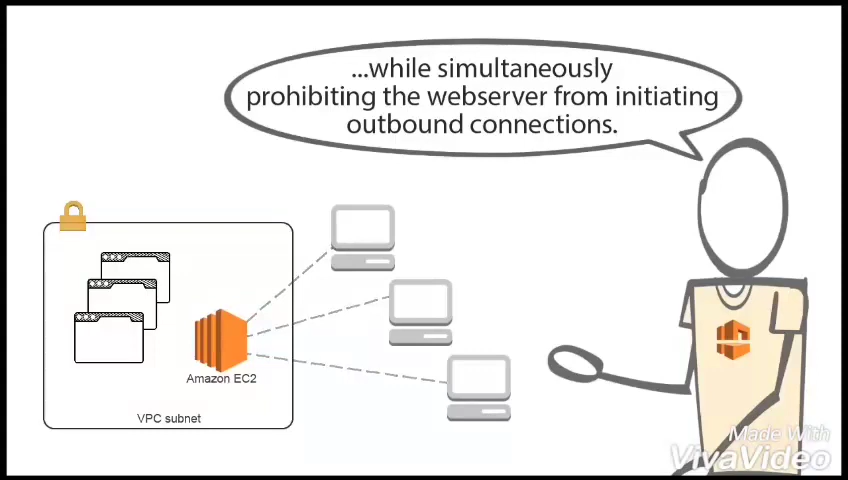 ...while simultaneously
prohibiting the webserver from initiating
outbound connections.
Amazon EC2
VPC subnet
Made With
VivaVideo